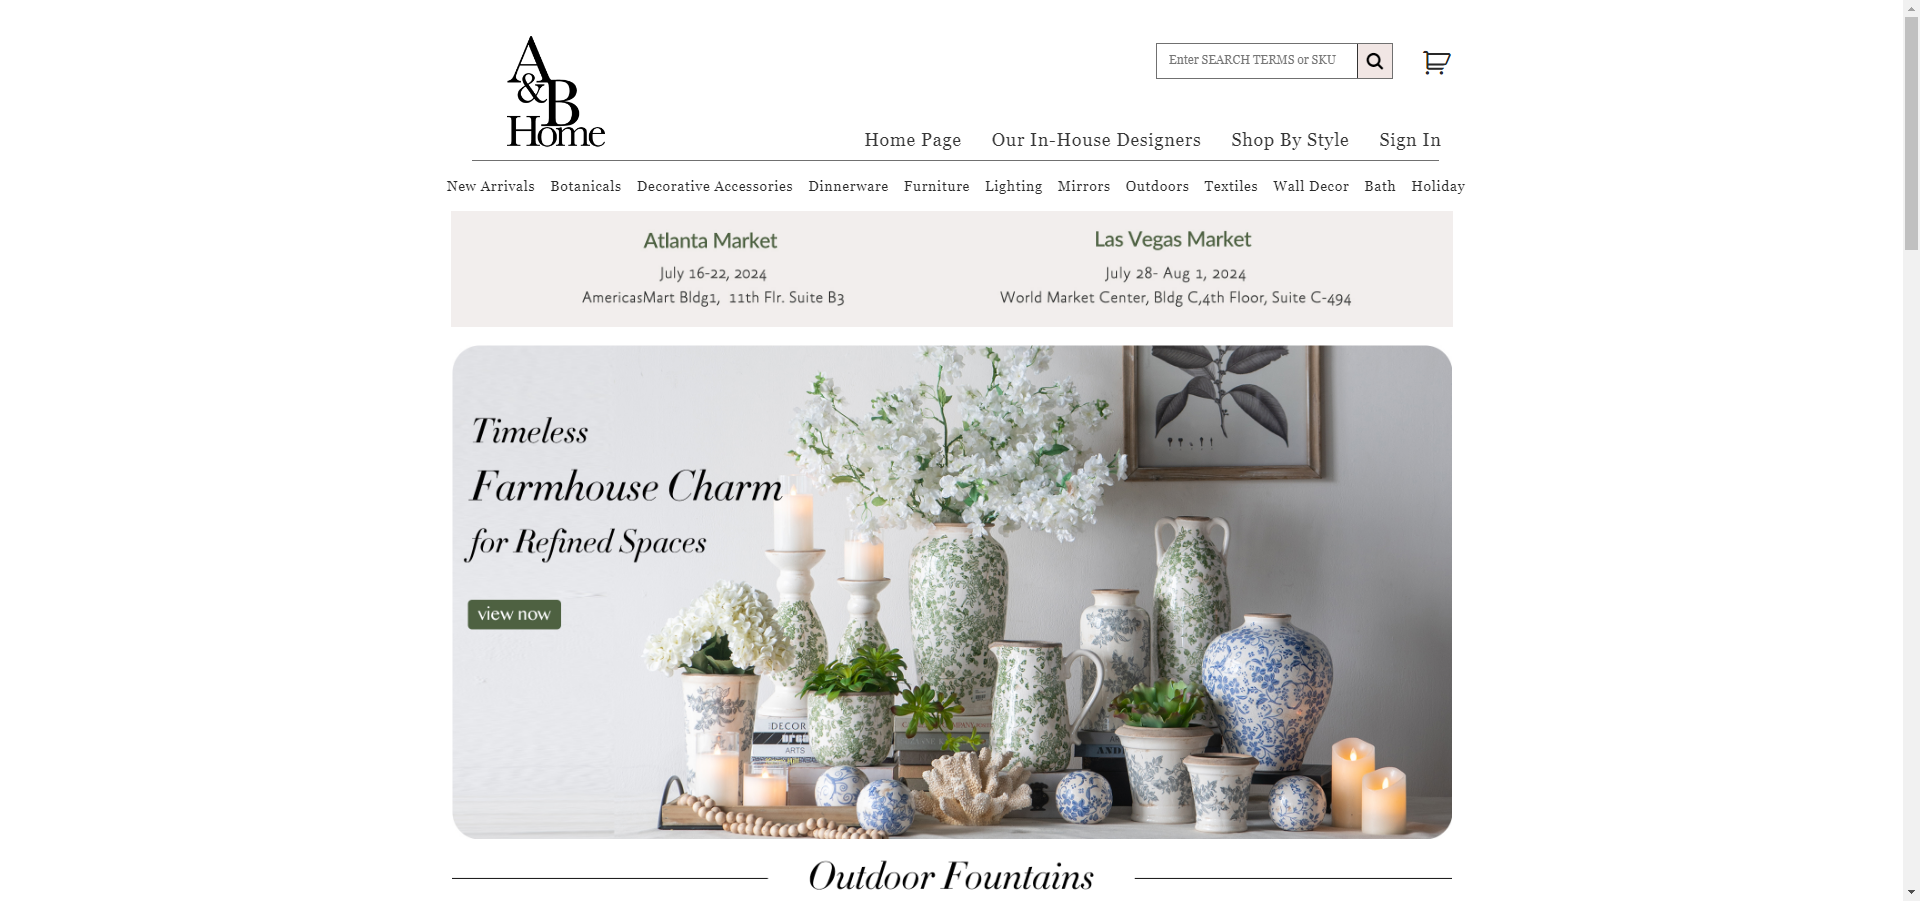 A
&B
Home
Enter SEARCH TERMS or SKU
Home Page Our In-House Designers Shop By Style Sign In
New Arrivals Botanicals Decorative Accessories Dinnerware Furniture Lighting Mirrors Outdoors Textiles Wall Decor Bath Holiday
Atlanta Market
July 16-22, 2024
AmericasMart Bldg1, 11th Flr. Suite B3
Las Vegas Market
July 28- Aug 1, 2024
World Market Center, Bldg C,4th Floor, Suite C-494
Timeless
Farmhouse Charm
for Refined Spaces
view now
DECOR
ARTS
AND
Outdoor Fountains